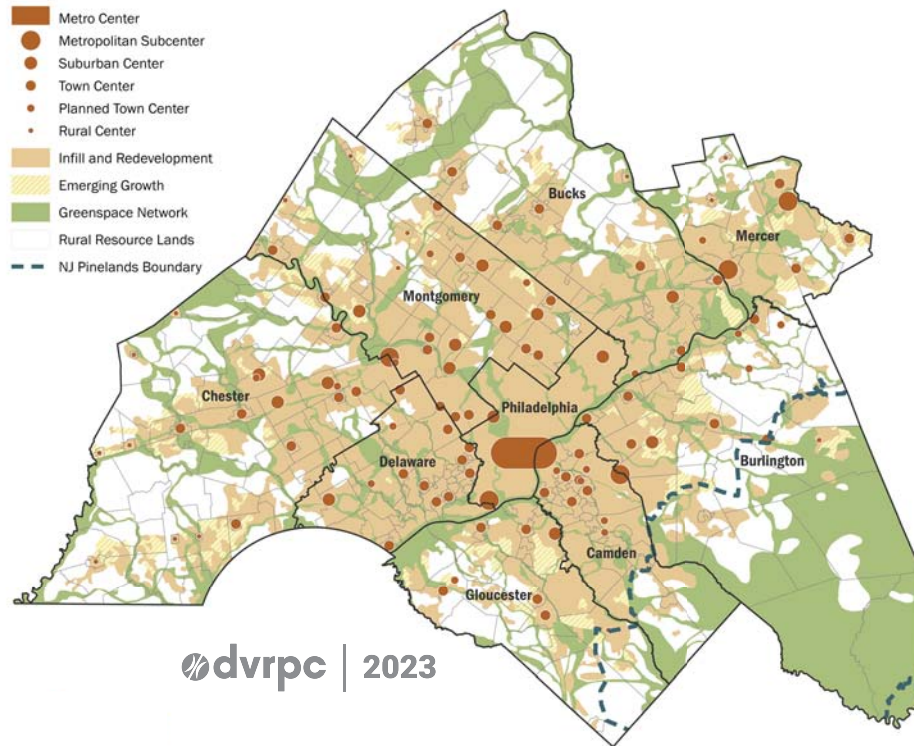 Metro Center
Metropolitan Subcenter
Suburban Center
Town Center
Planned Town Center
Rural Center
Infill and Redevelopment
Emerging Growth
Greenspace Network
Rural Resource Lands
NJ Pinelands Boundary
Bucks
Mercer
Montgomery
Chester
Philadelphia
Delaware
Burlington
Camden
Gloucester
dvrpc | 2023